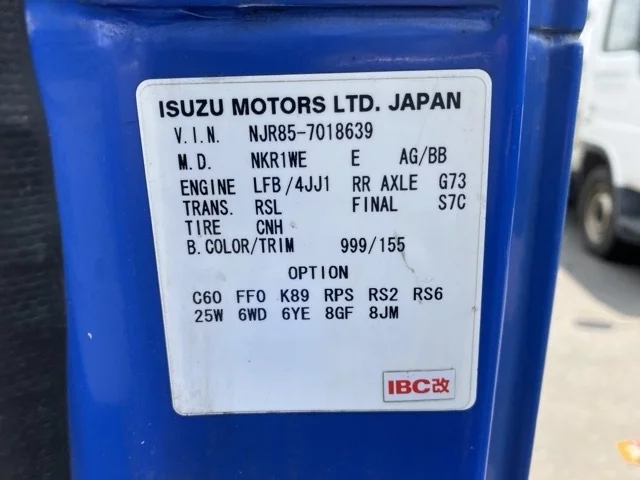 ISUZU MOTORS LTD. JAPAN
V.I.N. NJR85-7018639
M.D. NKR1WE E AG/BB
ENGINE LFB/4JJ1 RR AXLE G73
TRANS. RSL FINAL S7C
TIRE CNH
B.COLOR/TRIM 999/155
OPTION
C60 FF0 K89 RPS RS2 RS6
25W 6WD 6YE 8GF 8JM
IBC改